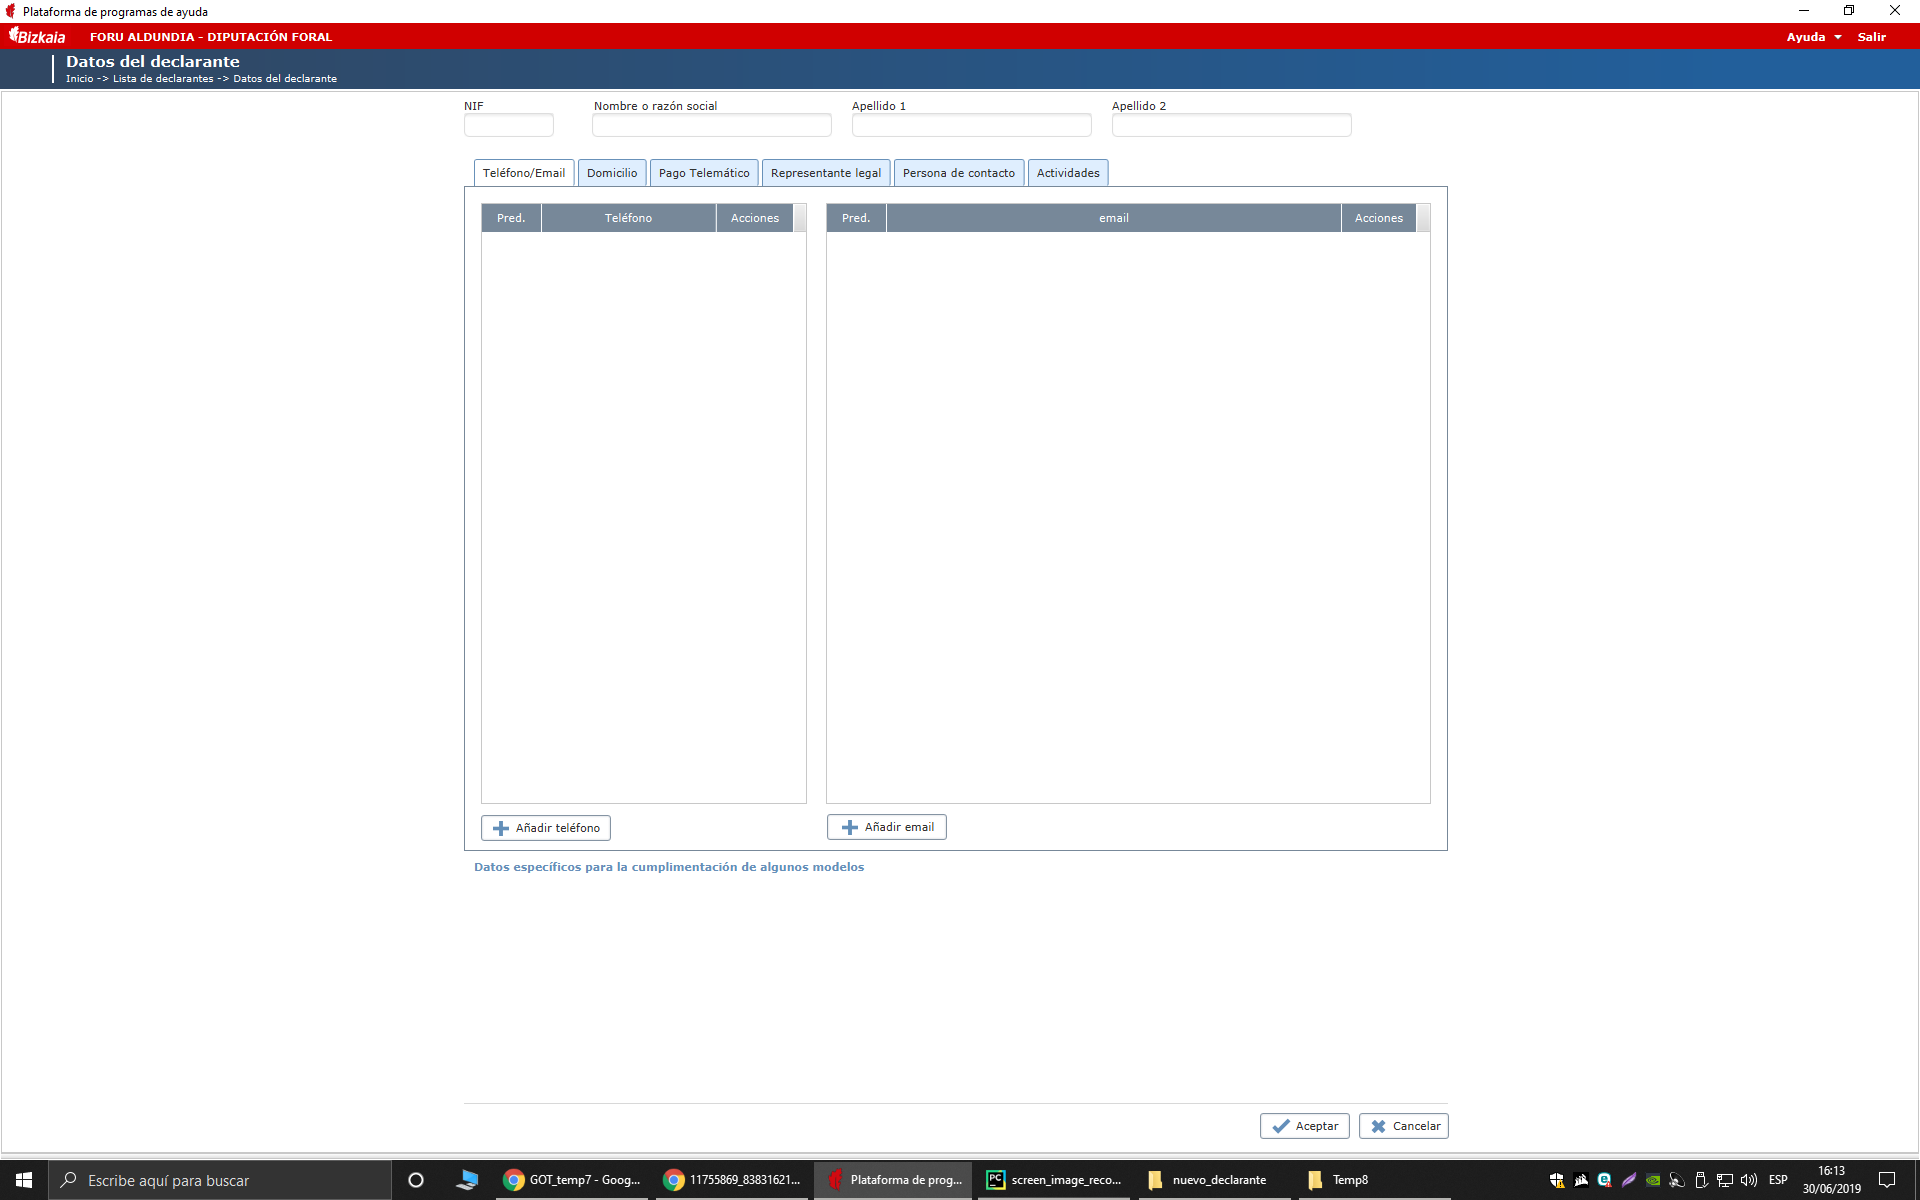 Plataforma de programas de ayuda
Bizkaia FORU ALDUNDIA - DIPUTACIÓN FORAL Ayuda Salir
Datos del declarante
Inicio -> Lista de declarantes -> Datos del declarante
NIF Nombre o razón social Apellido 1 Apellido 2
Teléfono/Email Domicilio Pago Telemático Representante legal Persona de contacto Actividades
Pred. Teléfono Acciones Pred. email Acciones
Añadir teléfono Añadir email
Datos específicos para la cumplimentación de algunos modelos
Aceptar Cancelar
Escribe aquí para buscar GOT_temp7 - Goog... 11755869_83831621... Plataforma de prog... PC screen_image_reco... nuevo_declarante Temp8 ESP 16:13
30/06/2019